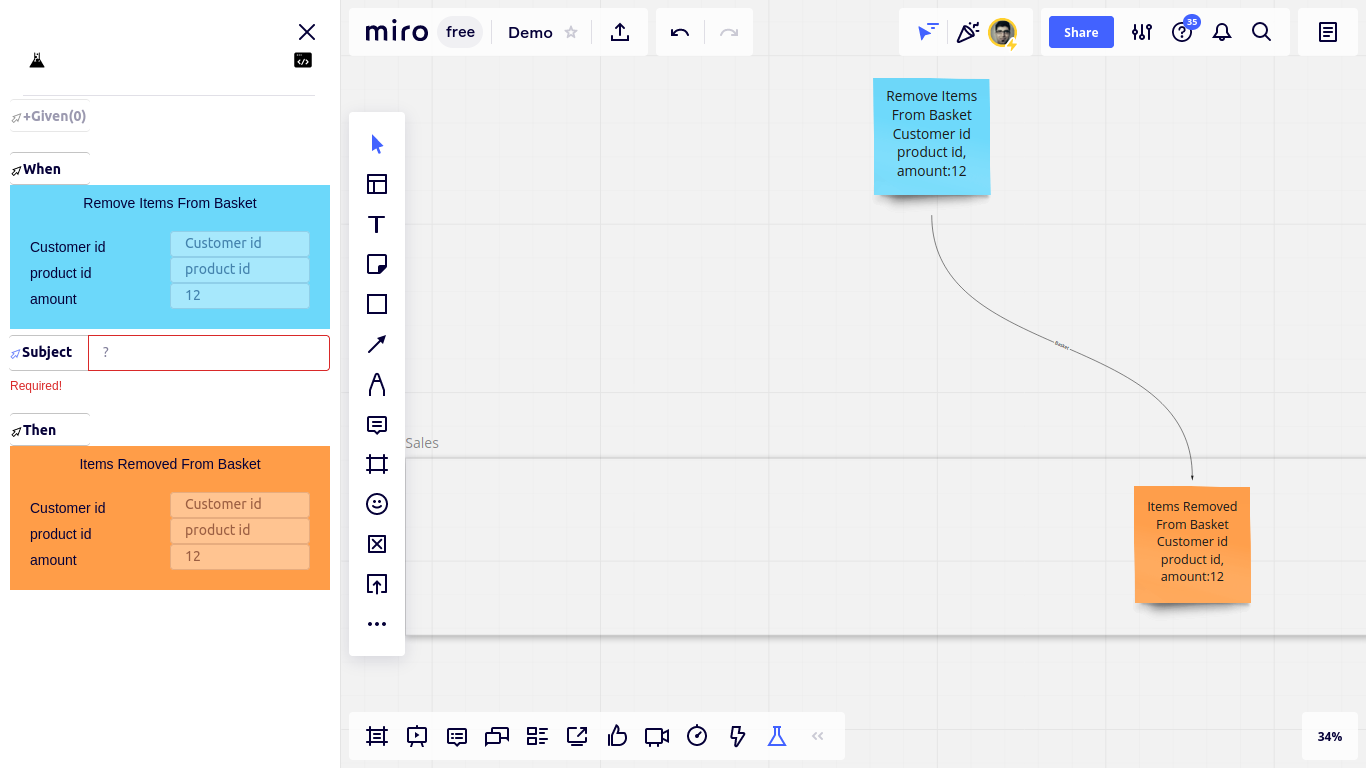 +Given(0)
When
Remove Items From Basket
Customer id Customer id
product id product id
amount 12
Subject ?
Required!
Then
Items Removed From Basket
Customer id Customer id
product id product id
amount 12
miro free Demo
Share
35
Remove Items
From Basket
Customer id
product id,
amount:12
Basket
Sales
Items Removed
From Basket
Customer id
product id,
amount:12
34%